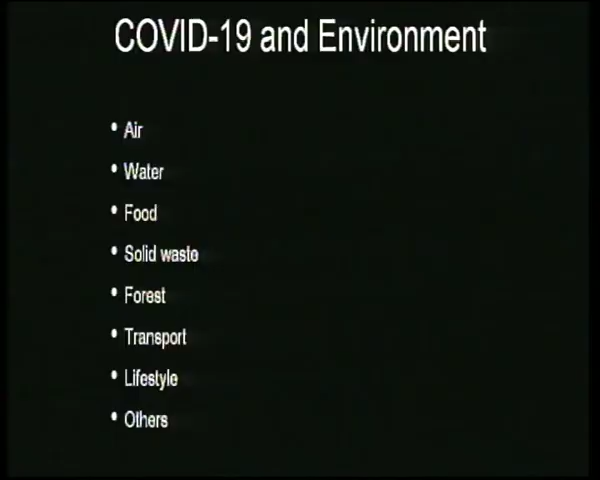 COVID-19 and Environment
• Air
• Water
• Food
• Solid waste
• Forest
• Transport
• Lifestyle
• Others